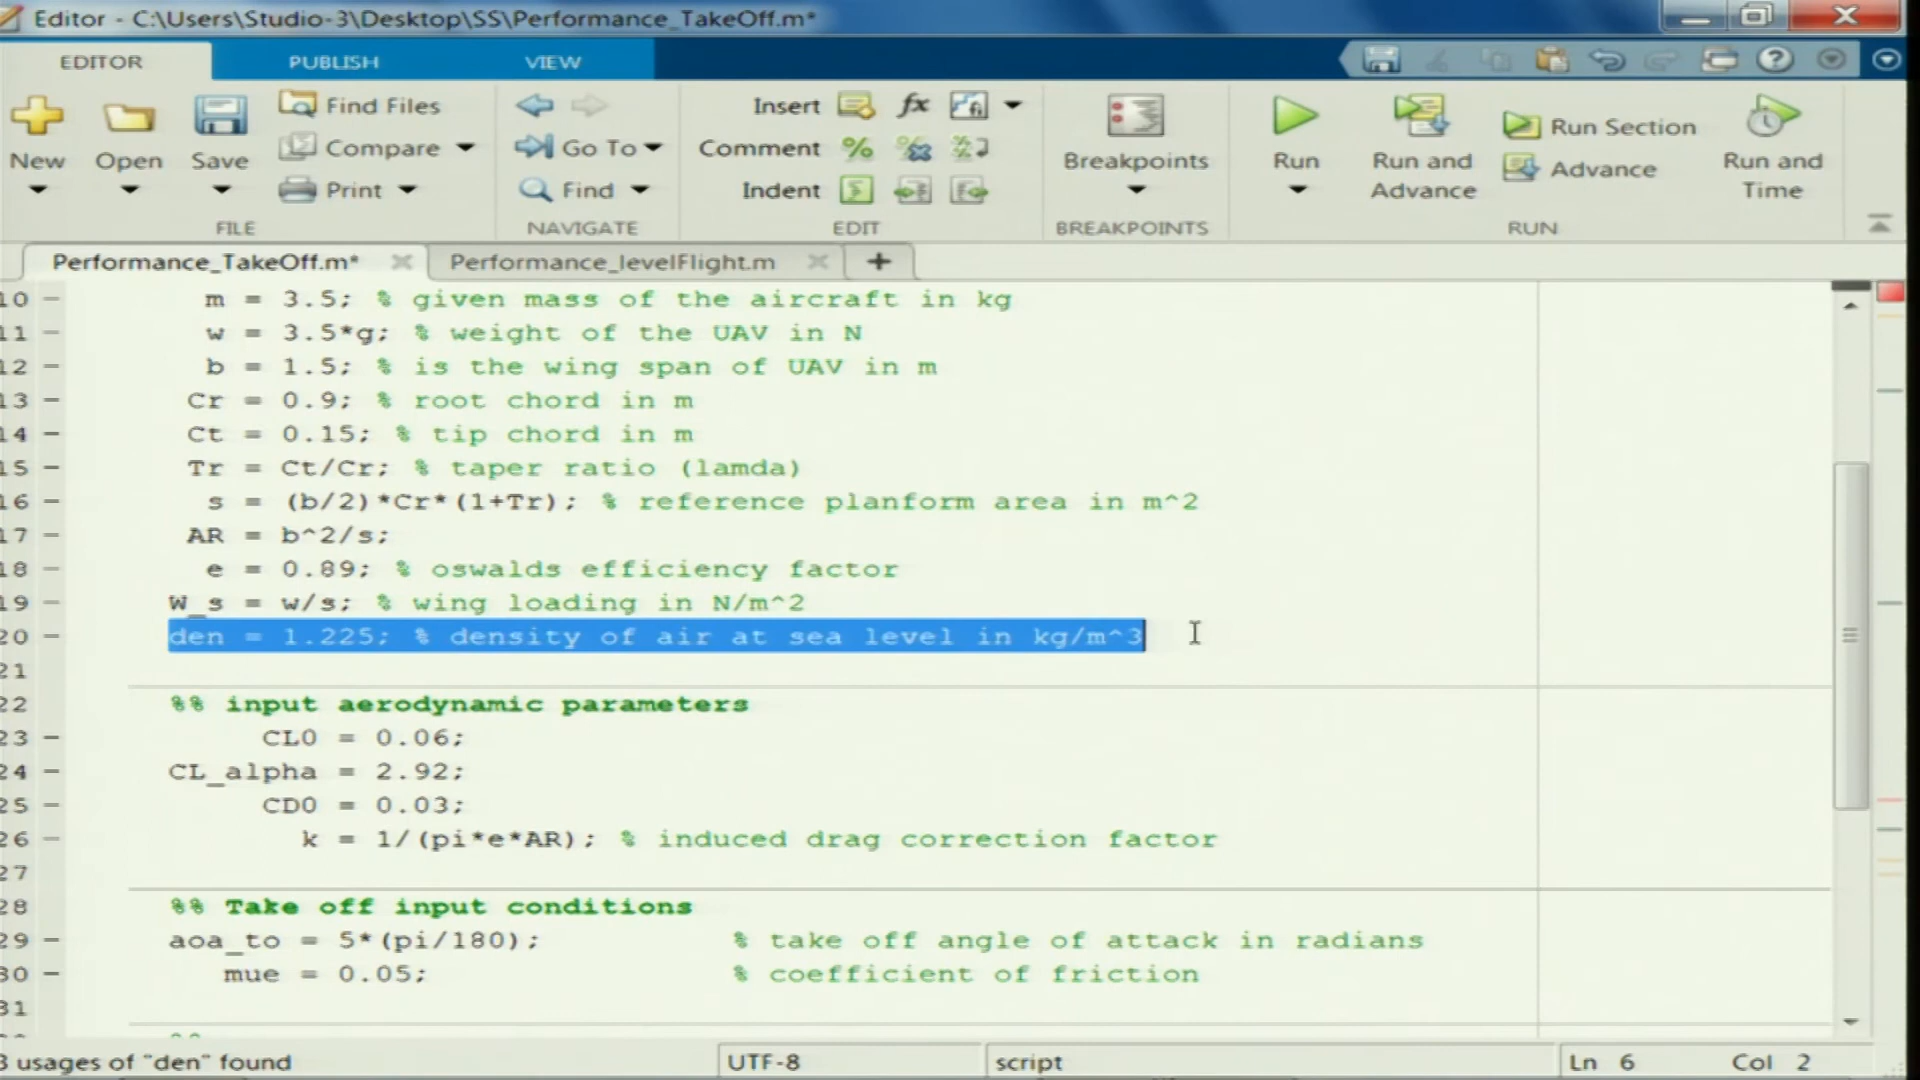 Editor - C:\Users\Studio-3\Desktop\SS\Performance_TakeOff.m*
EDITOR PUBLISH VIEW
New Open Save Find Files Compare Print
Go To Find
Insert fx Comment Indent
Breakpoints
Run Run and Advance Run Section Advance Run and Time
FILE NAVIGATE EDIT BREAKPOINTS RUN
Performance_TakeOff.m* Performance_levelFlight.m +
10 - m = 3.5; % given mass of the aircraft in kg
11 - w = 3.5*g; % weight of the UAV in N
12 - b = 1.5; % is the wing span of UAV in m
13 - Cr = 0.9; % root chord in m
14 - Ct = 0.15; % tip chord in m
15 - Tr = Ct/Cr; % taper ratio (lamda)
16 - s = (b/2)*Cr*(1+Tr); % reference planform area in m^2
17 - AR = b^2/s;
18 - e = 0.89; % oswalds efficiency factor
19 - W_s = w/s; % wing loading in N/m^2
20 - den = 1.225; % density of air at sea level in kg/m^3
21
22 %% input aerodynamic parameters
23 - CL0 = 0.06;
24 - CL_alpha = 2.92;
25 - CD0 = 0.03;
26 - k = 1/(pi*e*AR); % induced drag correction factor
27
28 %% Take off input conditions
29 - aoa_to = 5*(pi/180); % take off angle of attack in radians
30 - mue = 0.05; % coefficient of friction
31
3 usages of "den" found UTF-8 script Ln 6 Col 2